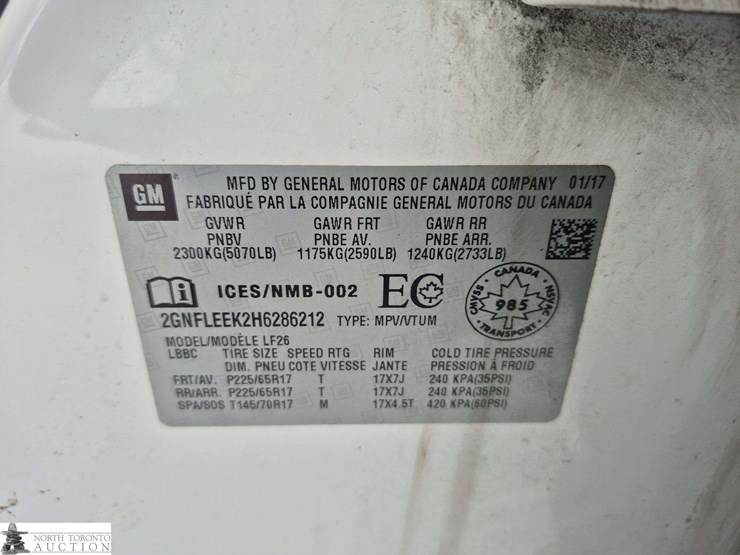 GM
MFD BY GENERAL MOTORS OF CANADA COMPANY 01/17
FABRIQUÉ PAR LA COMPAGNIE GENERAL MOTORS DU CANADA
GVWR GAWR FRT GAWR RR
PNBV PNBE AV. PNBE ARR.
2300KG(5070LB) 1175KG(2590LB) 1240KG(2733LB)
ICES/NMB-002 EC
CANADA
CMVSS 985 NSVAC
TRANSPORT
2GNFLEEK2H6286212 TYPE: MPV/VTUM
MODEL/MODÈLE LF26
LBBC TIRE SIZE SPEED RTG RIM COLD TIRE PRESSURE
DIM. PNEU COTE VITESSE JANTE PRESSION À FROID
FRT/AV. P225/65R17 T 17X7J 240 KPA(35PSI)
RR/ARR. P225/65R17 T 17X7J 240 KPA(35PSI)
SPA/SOS T145/70R17 M 17X4.5T 420 KPA(60PSI)
NORTH TORONTO
AUCTION